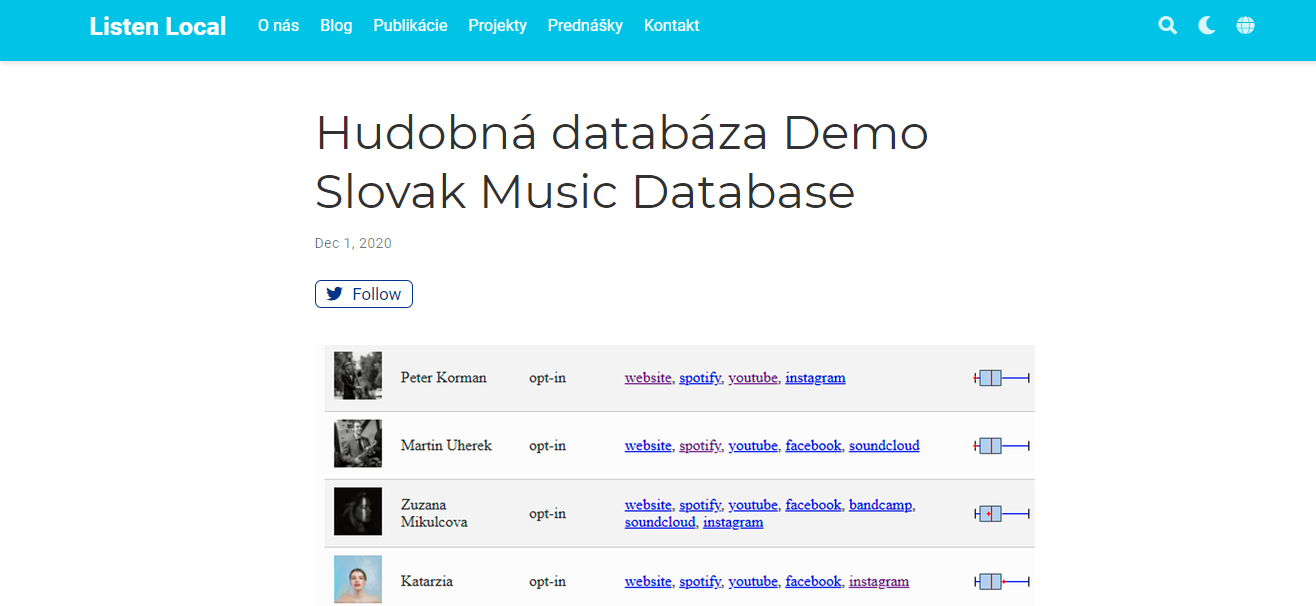 Listen Local O nás Blog Publikácie Projekty Prednášky Kontakt
Hudobná databáza Demo
Slovak Music Database
Dec 1, 2020
Follow
Peter Korman opt-in website, spotify, youtube, instagram
Martin Uherek opt-in website, spotify, youtube, facebook, soundcloud
Zuzana
Mikulcova
opt-in
website, spotify, youtube, facebook, bandcamp,
soundcloud, instagram
Katarzia opt-in website, spotify, youtube, facebook, instagram